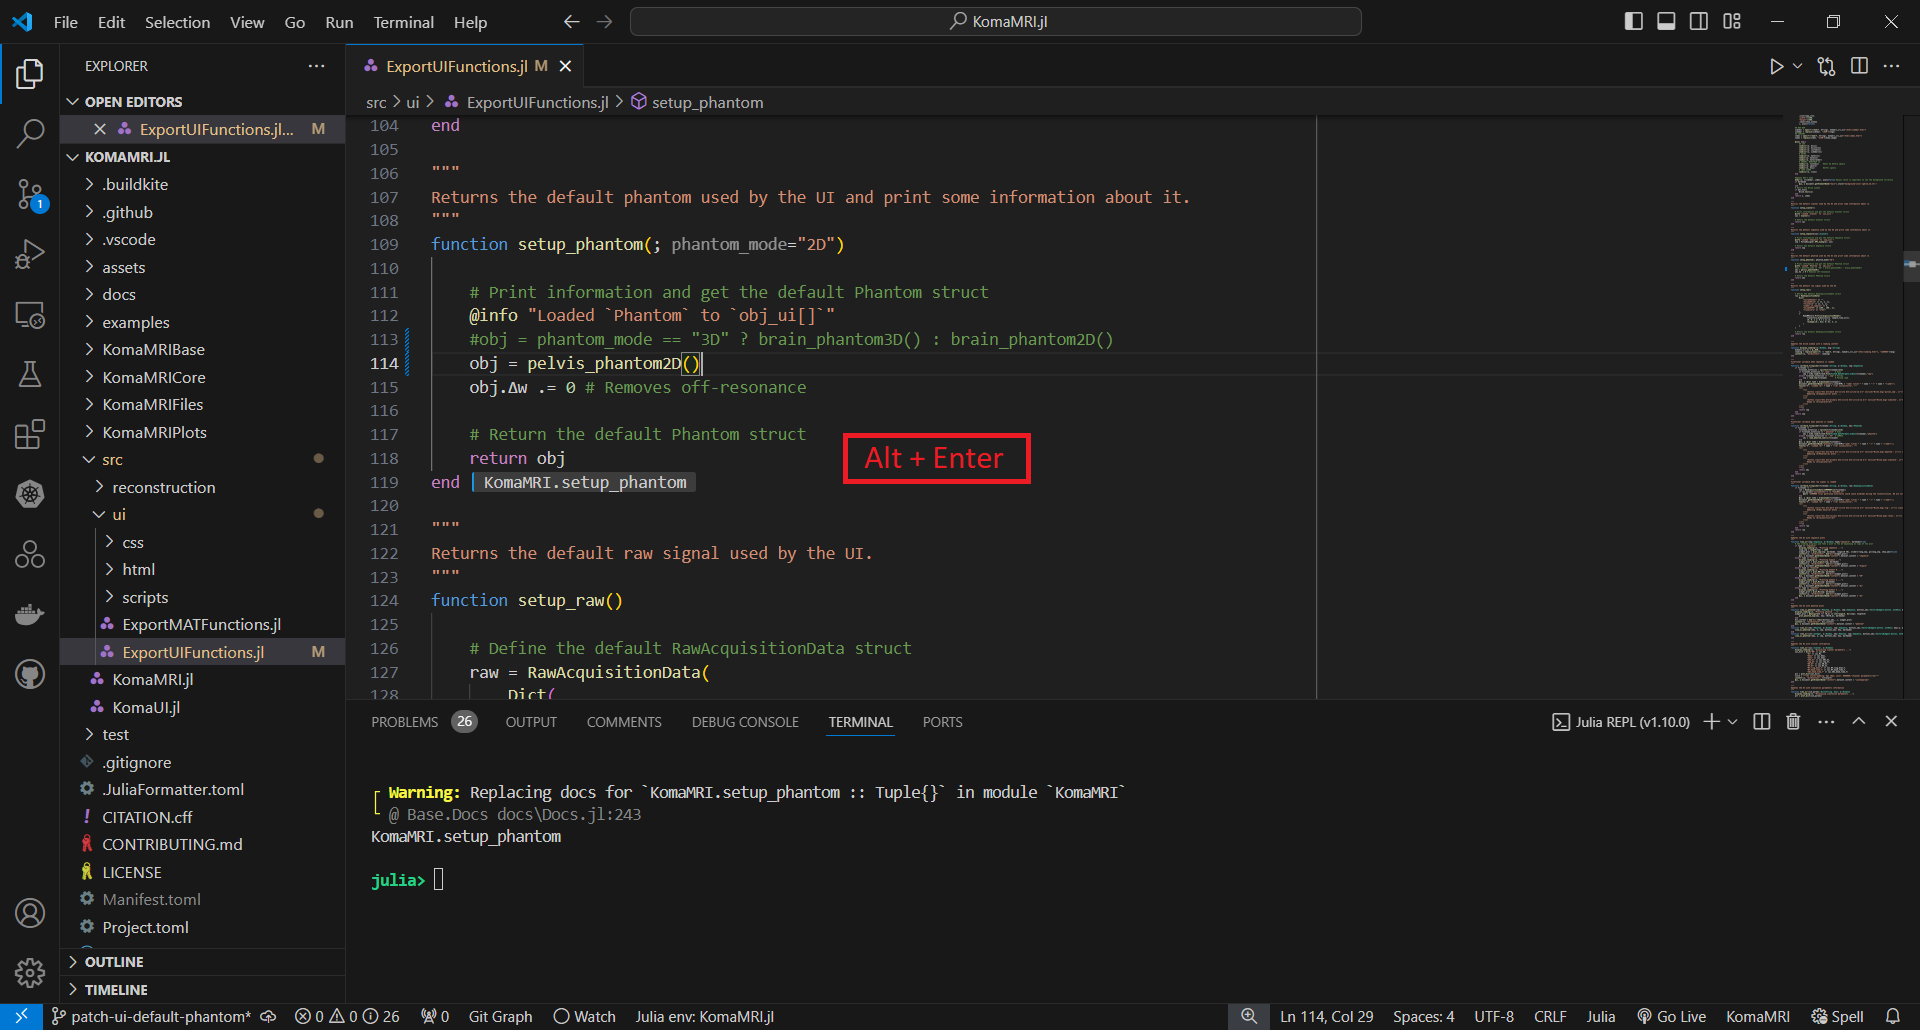 File Edit Selection View Go Run Terminal Help
KomaMRI.jl
EXPLORER
OPEN EDITORS
ExportUIFunctions.jl... M
KOMAMRI.JL
.buildkite
.github
.vscode
assets
docs
examples
KomaMRIBase
KomaMRICore
KomaMRIFiles
KomaMRIPlots
src
reconstruction
ui
css
html
scripts
ExportMATFunctions.jl
ExportUIFunctions.jl M
KomaMRI.jl
KomaUI.jl
test
.gitignore
.JuliaFormatter.toml
CITATION.cff
CONTRIBUTING.md
LICENSE
Manifest.toml
Project.toml
OUTLINE
TIMELINE
1
ExportUIFunctions.jl M
src > ui > ExportUIFunctions.jl > setup_phantom
104 end
105
106 """
107 Returns the default phantom used by the UI and print some information about it.
108 """
109 function setup_phantom(; phantom_mode="2D")
110
111 # Print information and get the default Phantom struct
112 @info "Loaded `Phantom` to `obj_ui[]`"
113 #obj = phantom_mode == "3D" ? brain_phantom3D() : brain_phantom2D()
114 obj = pelvis_phantom2D()
115 obj.Δw .= 0 # Removes off-resonance
116
117 # Return the default Phantom struct
118 return obj
119 end KomaMRI.setup_phantom
Alt + Enter
120
121 """
122 Returns the default raw signal used by the UI.
123 """
124 function setup_raw()
125
126 # Define the default RawAcquisitionData struct
127 raw = RawAcquisitionData(
128 Dict(
PROBLEMS 26 OUTPUT COMMENTS DEBUG CONSOLE TERMINAL PORTS
Julia REPL (v1.10.0)
Warning: Replacing docs for `KomaMRI.setup_phantom :: Tuple{}` in module `KomaMRI`
@ Base.Docs docs\Docs.jl:243
KomaMRI.setup_phantom
julia>
patch-ui-default-phantom* 0 0 26 0 Git Graph Watch Julia env: KomaMRI.jl
Ln 114, Col 29 Spaces: 4 UTF-8 CRLF Julia Go Live KomaMRI Spell